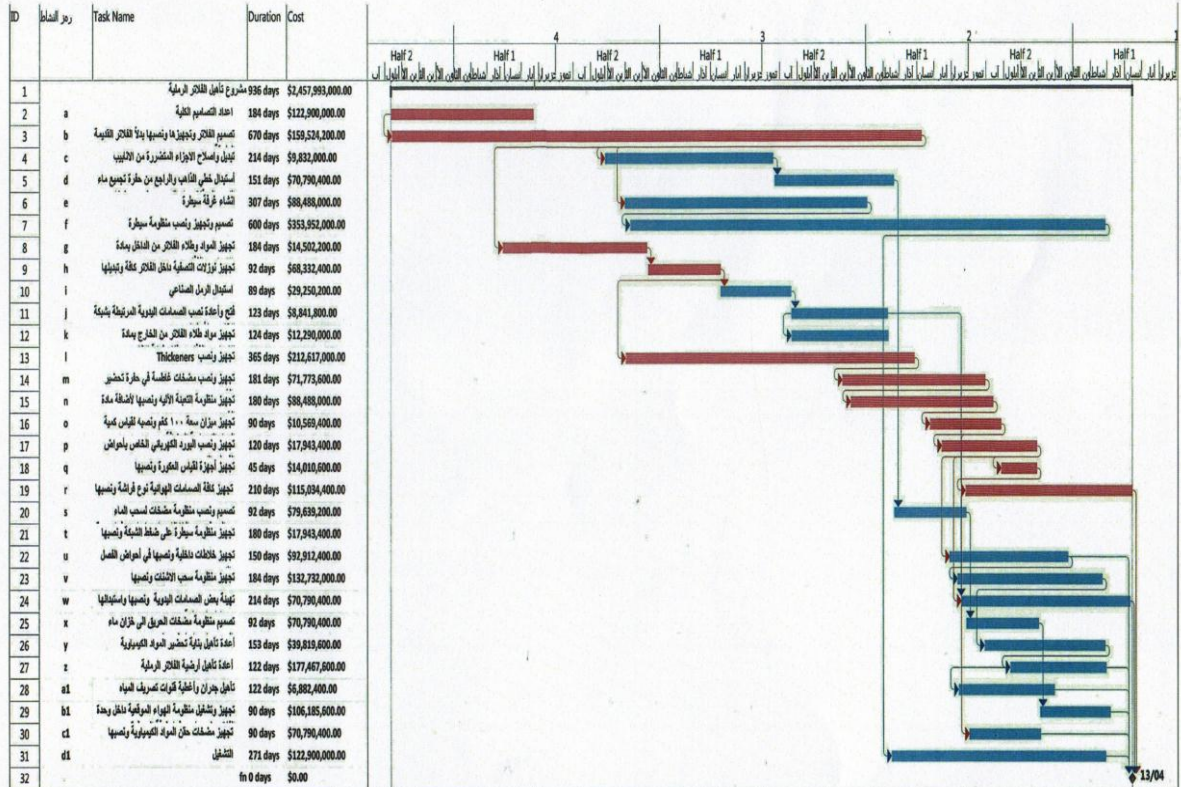 ID رمز النشاط Task Name Duration Cost
4 3 2 1
Half 2 Half 1 Half 2 Half 1 Half 2 Half 1 Half 2 Half 1
1 مشروع تأهيل الفلاتر الرملية 936 days $2,457,993,000.00
2 a اعداد التصاميم الكلية 184 days $122,900,000.00
3 b تصميم الفلاتر وتجهيزها ونصبها بدلاً الفلاتر القديمة 670 days $159,524,200.00
4 c تبديل وأصلاح الاجزاء المتضررة من الانابيب 214 days $9,832,000.00
5 d أستبدال خطي الذاهب والراجع من حفرة تجميع ماء 151 days $70,790,400.00
6 e انشاء غرفة سيطرة 307 days $88,488,000.00
7 f تصميم وتجهيز ونصب منظومة سيطرة 600 days $353,952,000.00
8 g تجهيز المواد وطلاء الفلاتر من الداخل بمادة 184 days $14,502,200.00
9 h تجهيز نوزلات التصفية داخل الفلاتر كافة وتبديلها 92 days $68,332,400.00
10 i استبدال الرمل الصناعي 89 days $29,250,200.00
11 j فتح وأعادة نصب الصمامات اليدوية المرتبطة بشبكة 123 days $8,841,800.00
12 k تجهيز مواد طلاء الفلاتر من الخارج بمادة 124 days $12,290,000.00
13 l تجهيز ونصب Thickeners 365 days $212,617,000.00
14 m تجهيز ونصب مضخات غاطسة في حفرة تحضير 181 days $71,773,600.00
15 n تجهيز منظومة التعبئة الأليه ونصبها لأضافة مادة 180 days $88,488,000.00
16 o تجهيز ميزان سعة ١٠٠ كغم ونصبه لقياس كمية 90 days $10,569,400.00
17 p تجهيز ونصب البورد الكهربائي الخاص بأحواض 120 days $17,943,400.00
18 q تجهيز أجهزة لقياس العكورة ونصبها 45 days $14,010,600.00
19 r تجهيز كافة الصمامات الهوائية نوع فراشة ونصبها 210 days $115,034,400.00
20 s تصميم ونصب منظومة مضخات لسحب الماء 92 days $79,639,200.00
21 t تجهيز منظومة سيطرة على ضغط الشبكة ونصبها 180 days $17,943,400.00
22 u تجهيز خلاطات داخلية ونصبها في أحواض الفصل 150 days $92,912,400.00
23 v تجهيز منظومة سحب الاشنات ونصبها 184 days $132,732,000.00
24 w تهيئة بعض الصمامات اليدوية ونصبها واستبدالها 214 days $70,790,400.00
25 x تصميم منظومة مضخات الحريق الى خزان ماء 92 days $70,790,400.00
26 y أعادة تأهيل بناية تحضير المواد الكيمياوية 153 days $39,819,600.00
27 z أعادة تأهيل أرضية الفلاتر الرملية 122 days $177,467,600.00
28 a1 تأهيل جدران وأغطية قنوات تصريف المياه 122 days $6,882,400.00
29 b1 تجهيز وتشغيل منظومة الهواء الموقعية داخل وحدة 90 days $106,185,600.00
30 c1 تجهيز مضخات حقن المواد الكيمياوية ونصبها 90 days $70,790,400.00
31 d1 التشغيل 271 days $122,900,000.00
32 fn 0 days $0.00
13/04